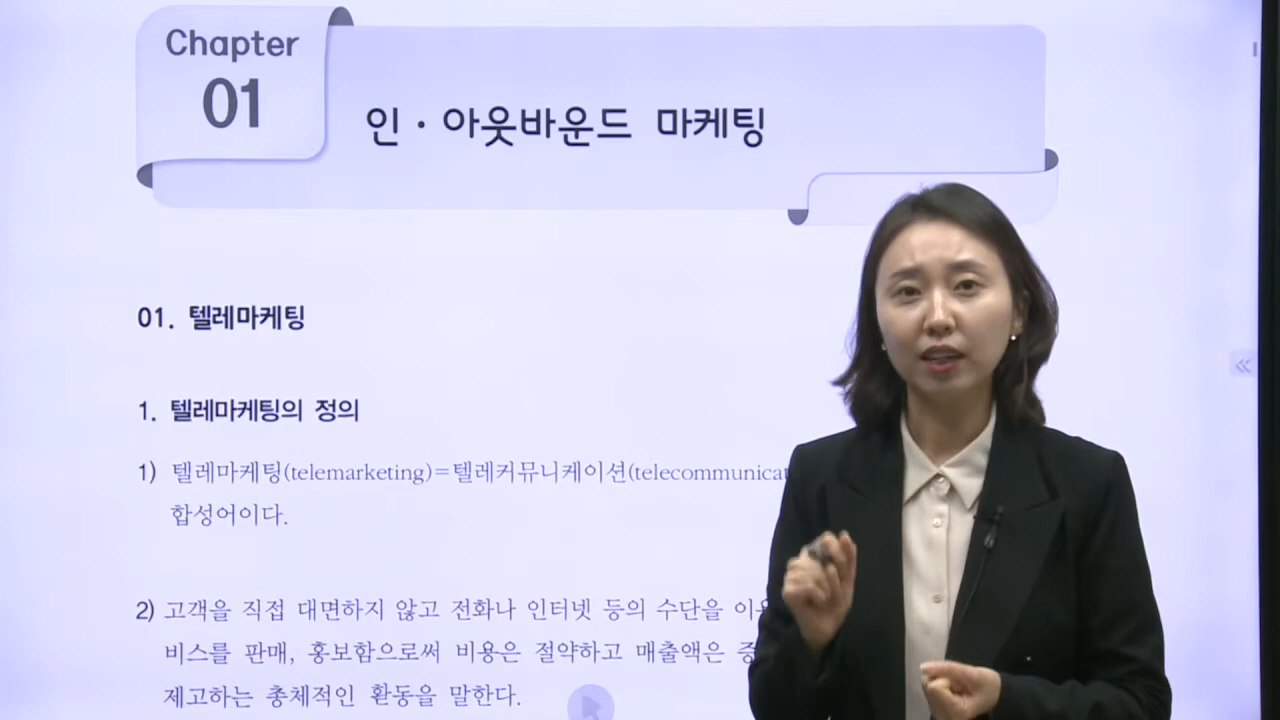 Chapter
01
인 · 아웃바운드 마케팅
01. 텔레마케팅
1. 텔레마케팅의 정의
1) 텔레마케팅(telemarketing)=텔레커뮤니케이션(telecommunicat
합성어이다.
2) 고객을 직접 대면하지 않고 전화나 인터넷 등의 수단을
비스를 판매, 홍보함으로써 비용은 절약하고 매출액은
제고하는 총체적인 환동을 말한다.